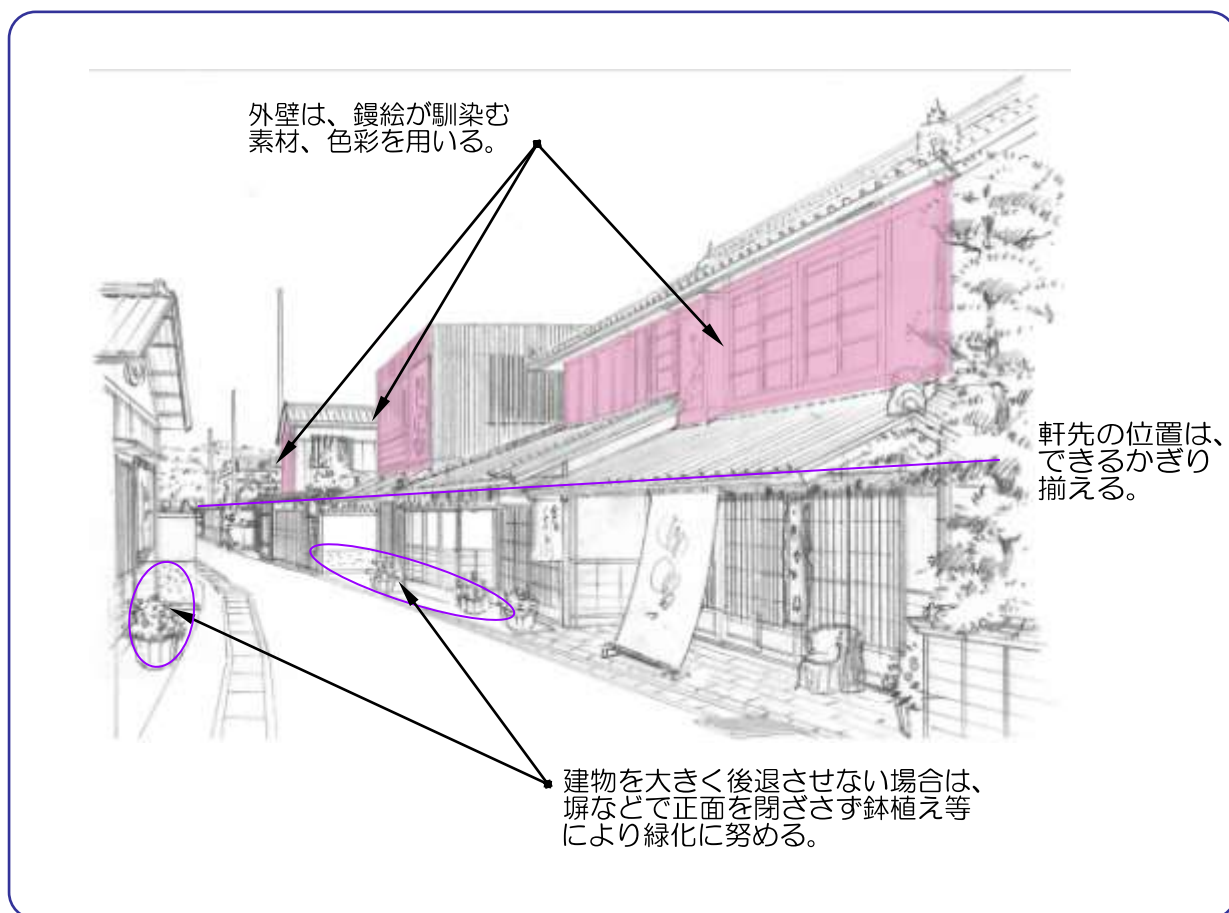 外壁は、鏝絵が馴染む
素材、色彩を用いる。
軒先の位置は、
できるかぎり
揃える。
建物を大きく後退させない場合は、
塀などで正面を閉ざさず鉢植え等
により緑化に努める。